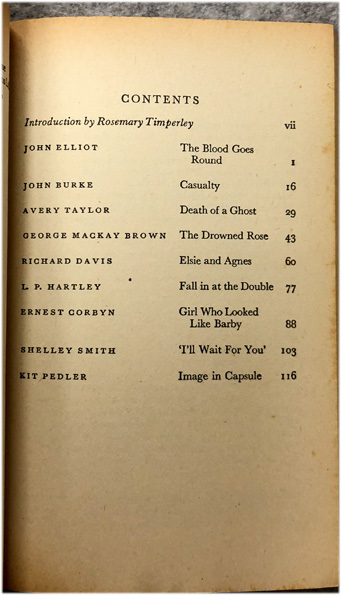 CONTENTS
Introduction by Rosemary Timperley vii
JOHN ELLIOT The Blood Goes
Round 1
JOHN BURKE Casualty 16
AVERY TAYLOR Death of a Ghost 29
GEORGE MACKAY BROWN The Drowned Rose 43
RICHARD DAVIS Elsie and Agnes 60
L. P. HARTLEY Fall in at the Double 77
ERNEST CORBYN Girl Who Looked
Like Barby 88
SHELLEY SMITH 'I'll Wait For You' 103
KIT PEDLER Image in Capsule 116